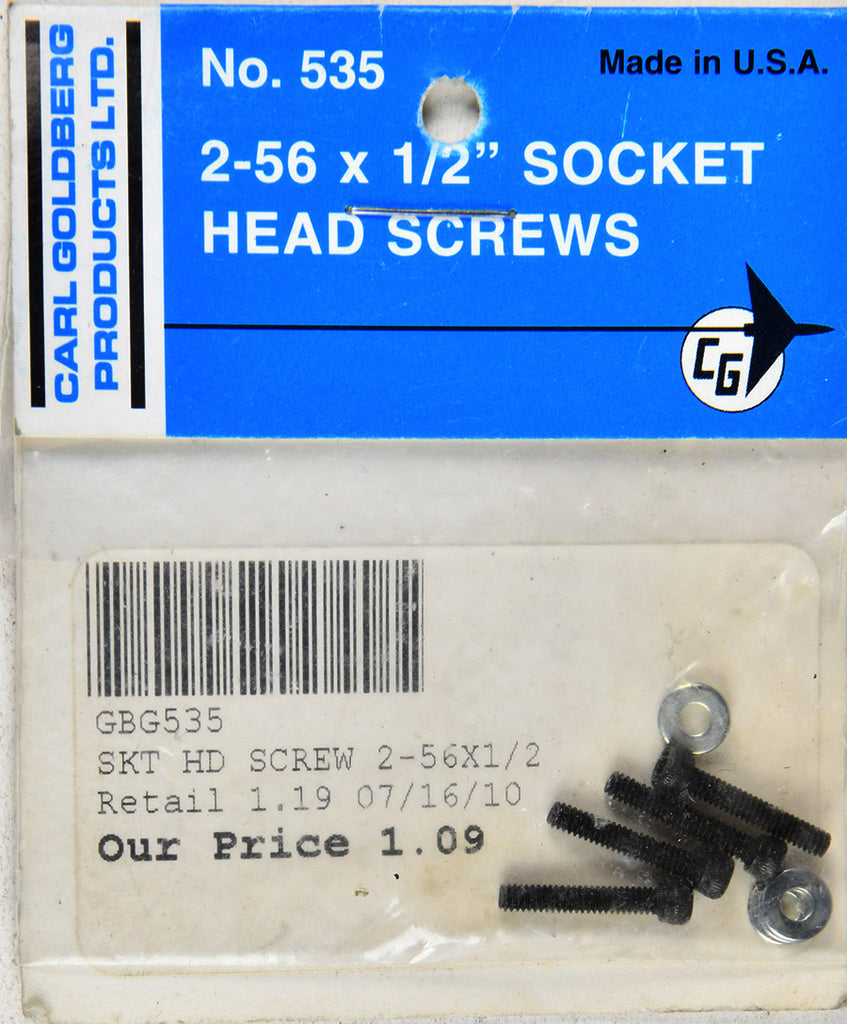 CARL GOLDBERG
PRODUCTS LTD.
No. 535
Made in U.S.A.
2-56 x 1/2” SOCKET
HEAD SCREWS
CG
GBG535
SKT HD SCREW 2-56X1/2
Retail 1.19 07/16/10
Our Price 1.09